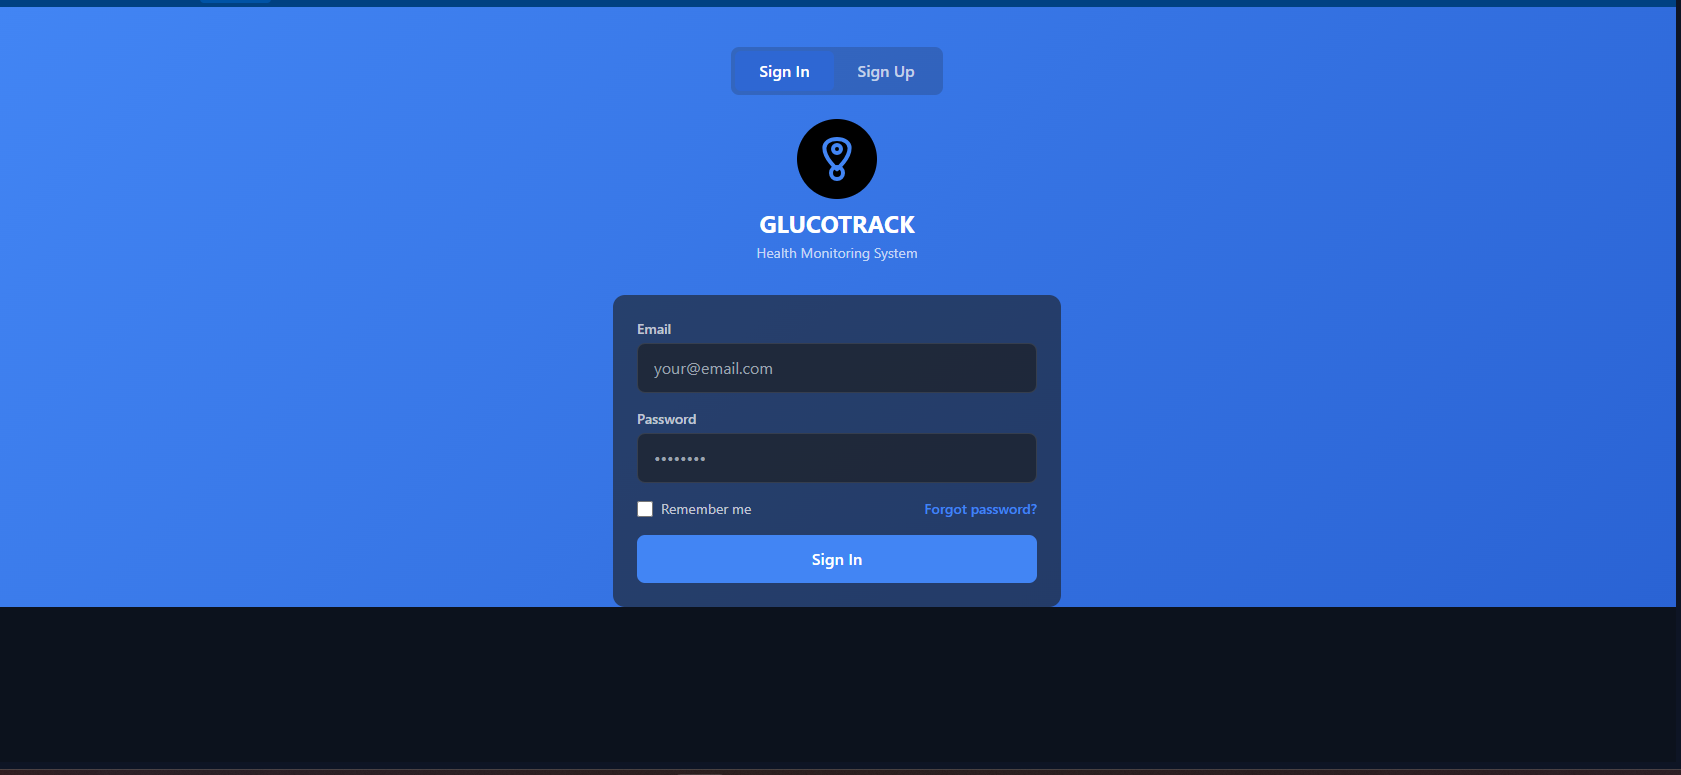 Sign In Sign Up
GLUCOTRACK
Health Monitoring System
Email
your@email.com
Password
••••••••
Remember me Forgot password?
Sign In